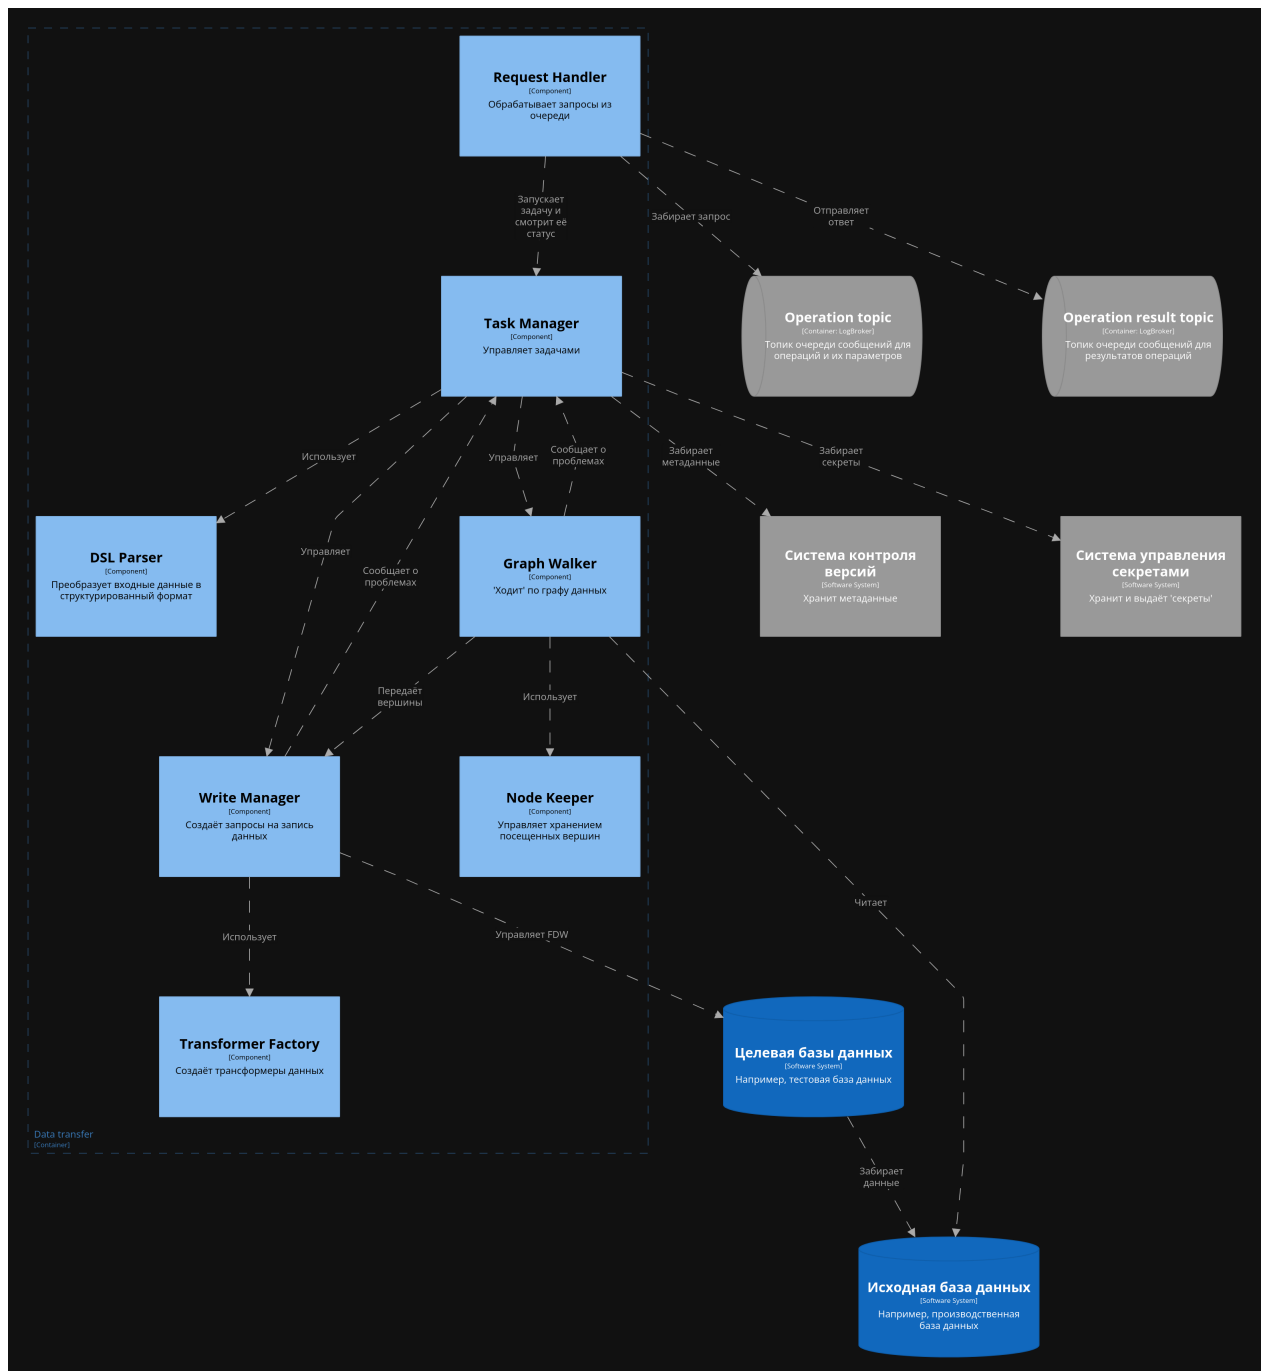 Request Handler
[Component]
Обрабатывает запросы из
очереди
Запускает
задачу и
смотрит её
статус
Забирает запрос
Отправляет
ответ
Task Manager
[Component]
Управляет задачами
Operation topic
[Container: LogBroker]
Топик очереди сообщений для
операций и их параметров
Operation result topic
[Container: LogBroker]
Топик очереди сообщений для
результатов операций
Использует
Управляет
Сообщает о
проблемах
Забирает
метаданные
Забирает
секреты
DSL Parser
[Component]
Преобразует входные данные в
структурированный формат
Управляет
Сообщает о
проблемах
Graph Walker
[Component]
'Ходит' по графу данных
Система контроля
версий
[Software System]
Хранит метаданные
Система управления
секретами
[Software System]
Хранит и выдаёт 'секреты'
Передаёт
вершины
Использует
Write Manager
[Component]
Создаёт запросы на запись
данных
Node Keeper
[Component]
Управляет хранением
посещенных вершин
Читает
Использует
Управляет FDW
Transformer Factory
[Component]
Создаёт трансформеры данных
Целевая базы данных
[Software System]
Например, тестовая база данных
Data transfer
[Container]
Забирает
данные
Исходная база данных
[Software System]
Например, производственная
база данных